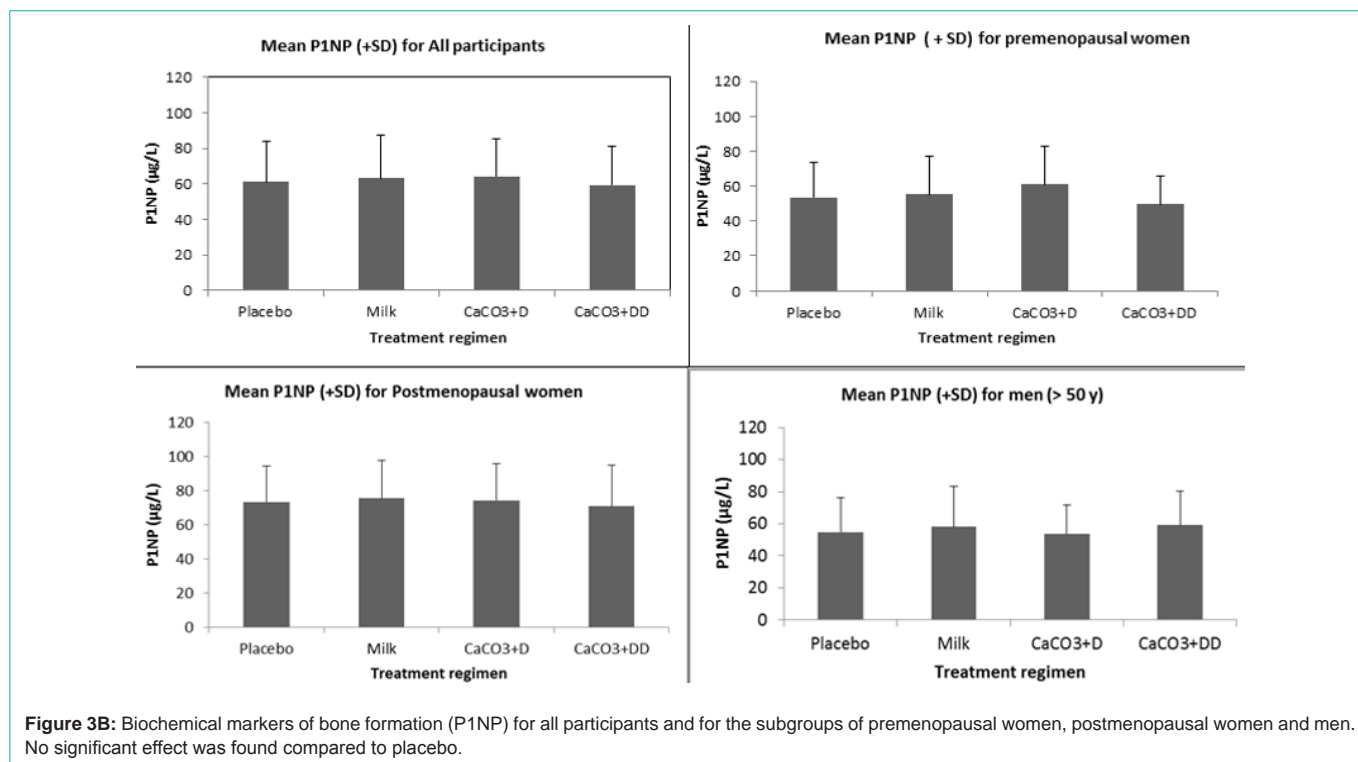 Mean P1NP (+SD) for All participants
120
100
80
60
40
20
0
P1NP (µg/L)
Placebo Milk CaCO3+D CaCO3+DD
Treatment regimen
Mean P1NP ( + SD) for premenopausal women
120
100
80
60
40
20
0
P1NP (µg/L)
Placebo Milk CaCO3+D CaCO3+DD
Treatment regimen
Mean P1NP (+SD) for Postmenopausal women
120
100
80
60
40
20
0
P1NP (µg/L)
Placebo Milk CaCO3+D CaCO3+DD
Treatment regimen
Mean P1NP (+SD) for men (> 50 y)
120
100
80
60
40
20
0
P1NP (µg/L)
Placebo Milk CaCO3+D CaCO3+DD
Treatment regimen
Figure 3B: Biochemical markers of bone formation (P1NP) for all participants and for the subgroups of premenopausal women, postmenopausal women and men.
No significant effect was found compared to placebo.